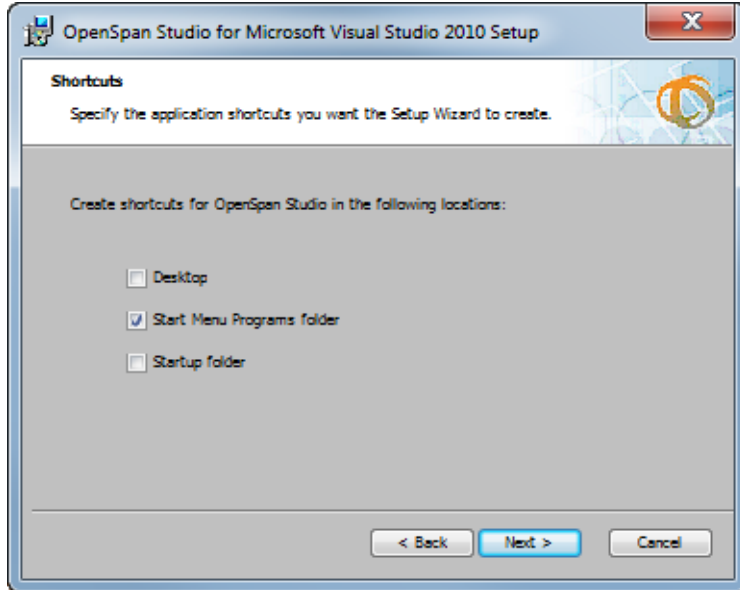 OpenSpan Studio for Microsoft Visual Studio 2010 Setup
Shortcuts
Specify the application shortcuts you want the Setup Wizard to create.
Create shortcuts for OpenSpan Studio in the following locations:
Desktop
Start Menu Programs folder
Startup folder
< Back
Next >
Cancel